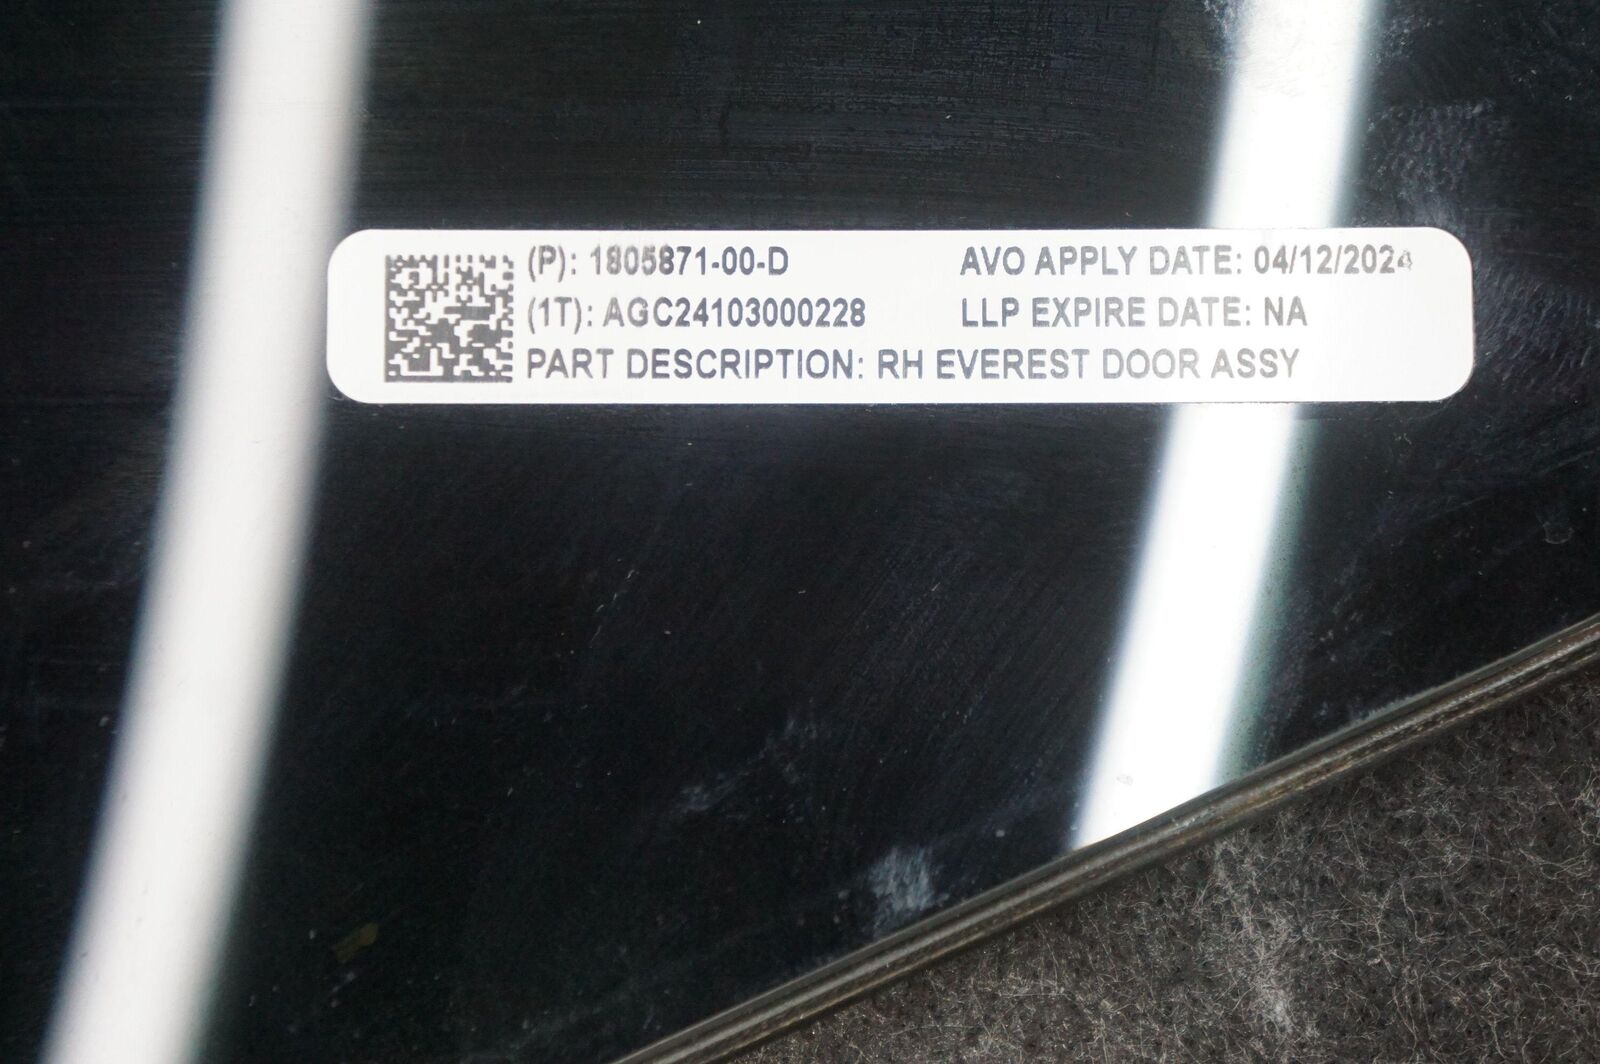 (P): 1805871-00-D AVO APPLY DATE: 04/12/2024
(1T): AGC24103000228 LLP EXPIRE DATE: NA
PART DESCRIPTION: RH EVEREST DOOR ASSY